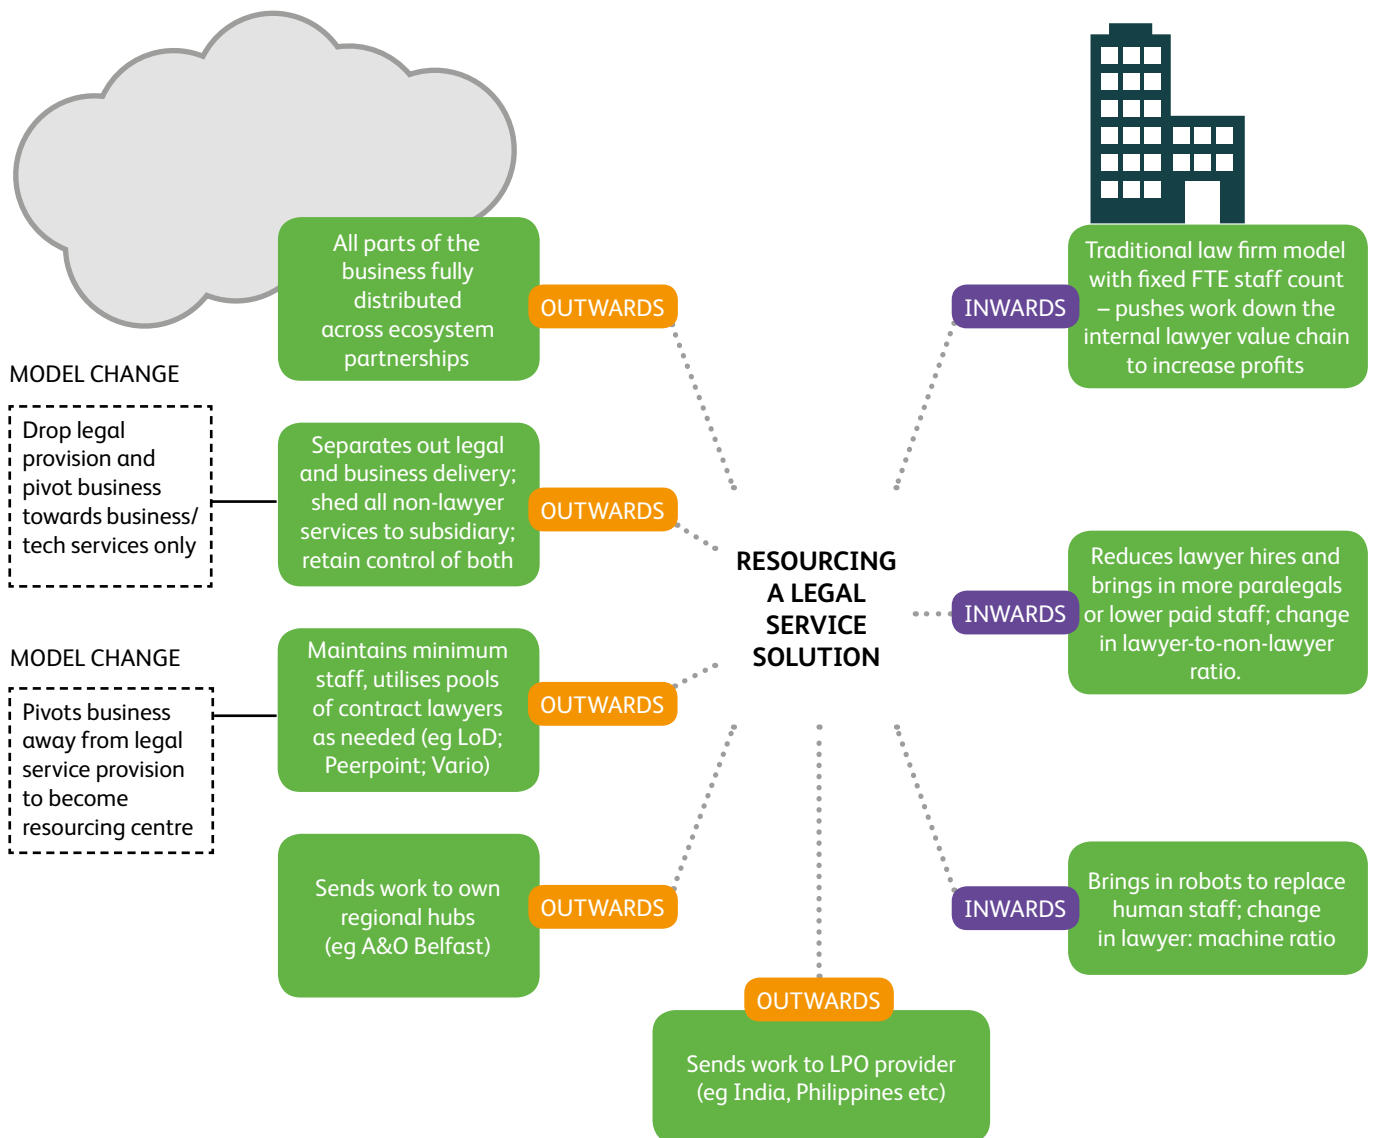 All parts of the
business fully
distributed
across ecosystem
partnerships
OUTWARDS
INWARDS
Traditional law firm model
with fixed FTE staff count
– pushes work down the
internal lawyer value chain
to increase profits
MODEL CHANGE
Drop legal
provision and
pivot business
towards business/
tech services only
Separates out legal
and business delivery;
shed all non-lawyer
services to subsidiary;
retain control of both
OUTWARDS
RESOURCING
A LEGAL
SERVICE
SOLUTION
INWARDS
Reduces lawyer hires and
brings in more paralegals
or lower paid staff; change
in lawyer-to-non-lawyer
ratio.
MODEL CHANGE
Pivots business
away from legal
service provision
to become
resourcing centre
Maintains minimum
staff, utilises pools
of contract lawyers
as needed (eg LoD;
Peerpoint; Vario)
OUTWARDS
Sends work to own
regional hubs
(eg A&O Belfast)
OUTWARDS
INWARDS
Brings in robots to replace
human staff; change
in lawyer: machine ratio
OUTWARDS
Sends work to LPO provider
(eg India, Philippines etc)